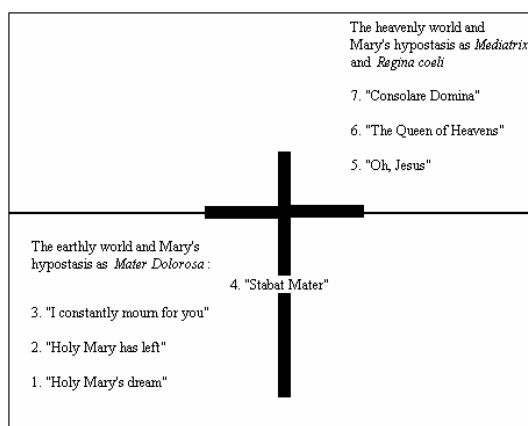 The heavenly world and
Mary's hypostasis as Mediatrix
and Regina coeli
7. "Consolare Domina"
6. "The Queen of Heavens"
5. "Oh, Jesus"
The earthly world and Mary's
hypostasis as Mater Dolorosa :
4. "Stabat Mater"
3. "I constantly mourn for you"
2. "Holy Mary has left"
1. "Holy Mary's dream"